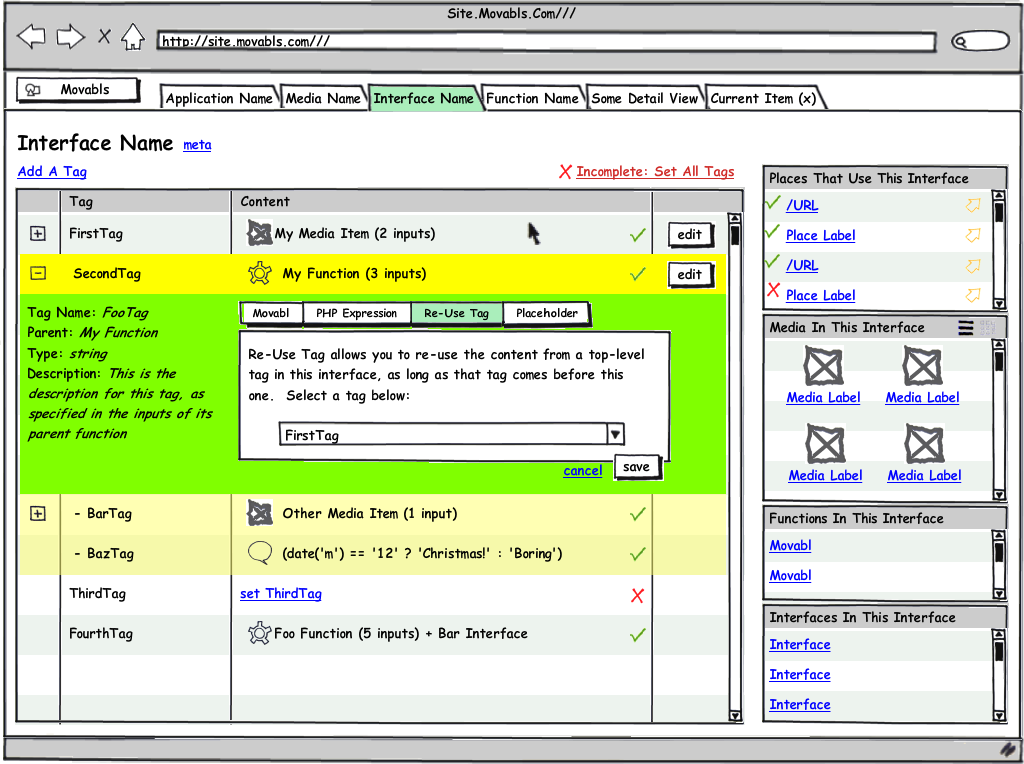 Site.Movabls.Com///
http://site.movabls.com///
Movabls
Application Name
Media Name
Interface Name
Function Name
Some Detail View
Current Item (x)
Interface Name meta
Add A Tag
X Incomplete: Set All Tags
Tag Content
FirstTag My Media Item (2 inputs) edit
SecondTag My Function (3 inputs) edit
Tag Name: FooTag
Parent: My Function
Type: string
Description: This is the
description for this tag, as
specified in the inputs of its
parent function
Movabl
PHP Expression
Re-Use Tag
Placeholder
Re-Use Tag allows you to re-use the content from a top-level
tag in this interface, as long as that tag comes before this
one. Select a tag below:
FirstTag
cancel save
- BarTag Other Media Item (1 input)
- BazTag (date('m') == '12' ? 'Christmas!' : 'Boring')
ThirdTag set ThirdTag
FourthTag Foo Function (5 inputs) + Bar Interface
Places That Use This Interface
/URL
Place Label
/URL
Place Label
Media In This Interface
Media Label Media Label
Media Label Media Label
Functions In This Interface
Movabl
Movabl
Interfaces In This Interface
Interface
Interface
Interface